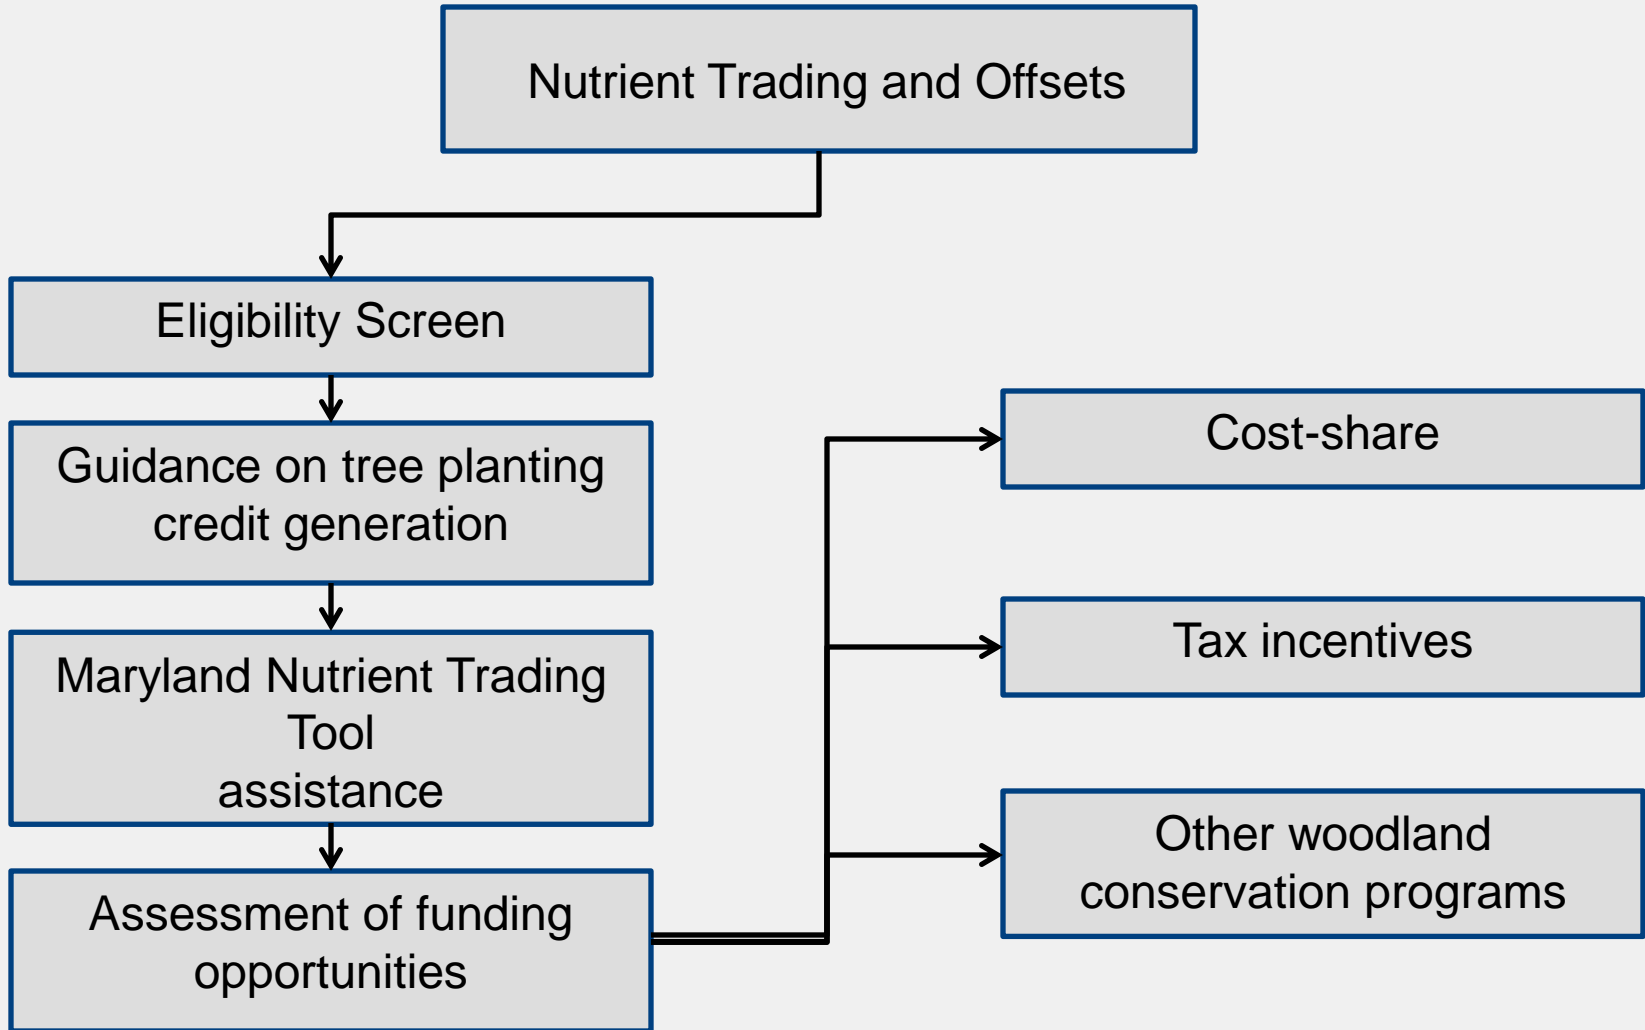 Nutrient Trading and Offsets
Eligibility Screen
Guidance on tree planting
credit generation
Maryland Nutrient Trading
Tool
assistance
Assessment of funding
opportunities
Cost-share
Tax incentives
Other woodland
conservation programs